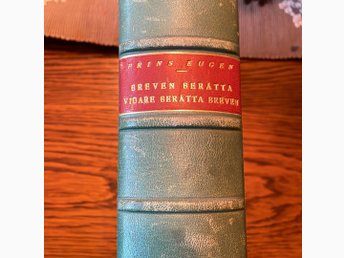 PRINS EUGEN
BREVEN BERÄTTA
VIDARE BERÄTTA BREVEN